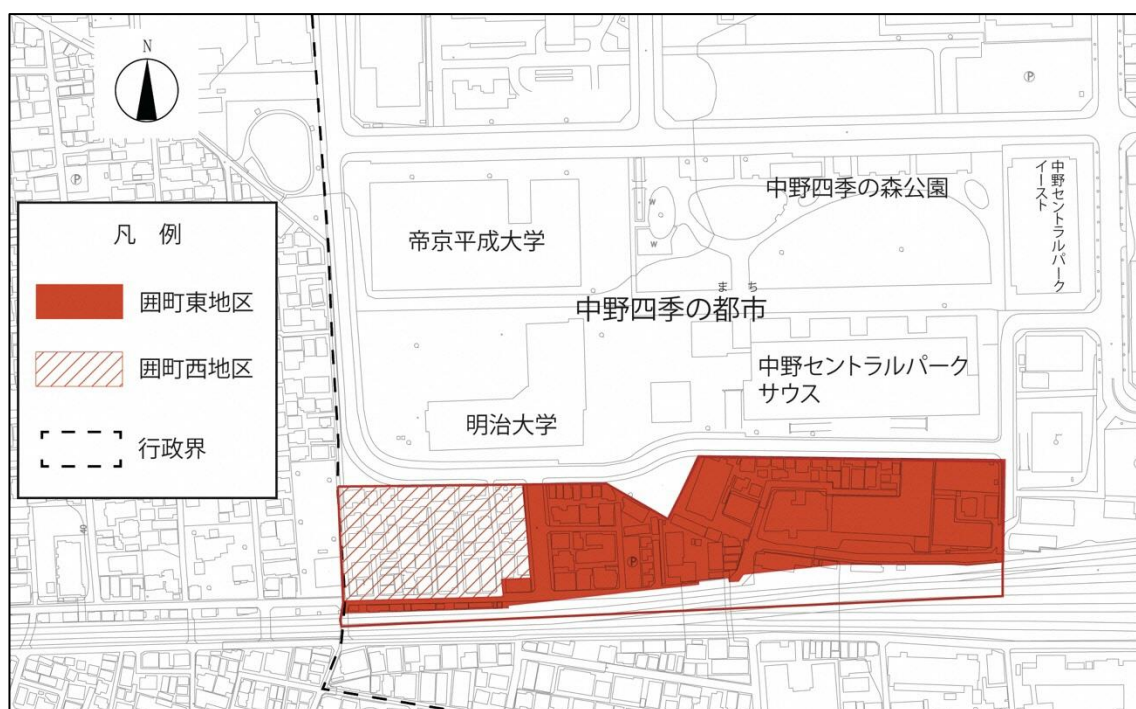 N
凡 例
囲町東地区
囲町西地区
行政界
帝京平成大学
中野四季の森公園
中野セントラルパーク
イースト
まち
中野四季の都市
中野セントラルパーク
サウス
明治大学
P
P
P
W
W
40